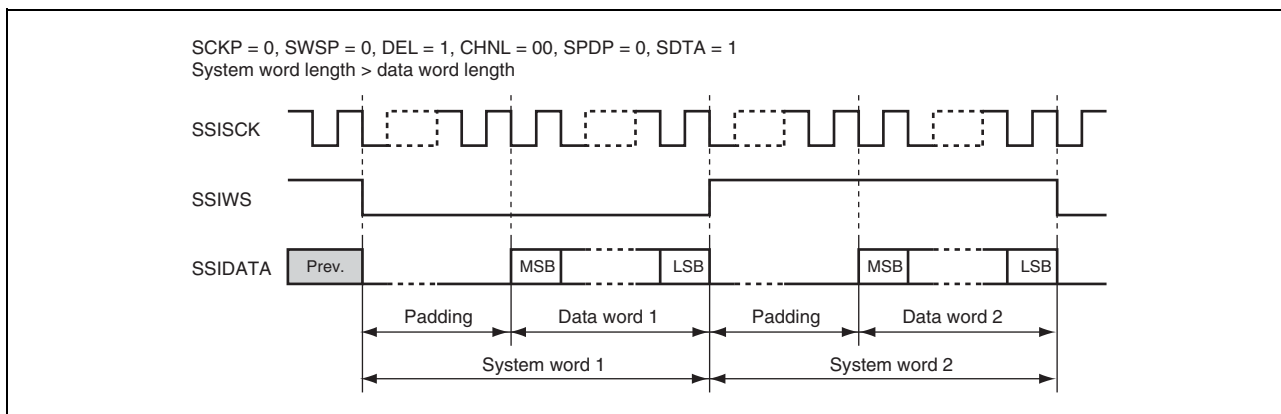 SCKP = 0, SWSP = 0, DEL = 1, CHNL = 00, SPDP = 0, SDTA = 1
System word length > data word length
SSISCK
SSIWS
SSIDATA Prev. MSB LSB MSB LSB
Padding Data word 1 Padding Data word 2
System word 1 System word 2